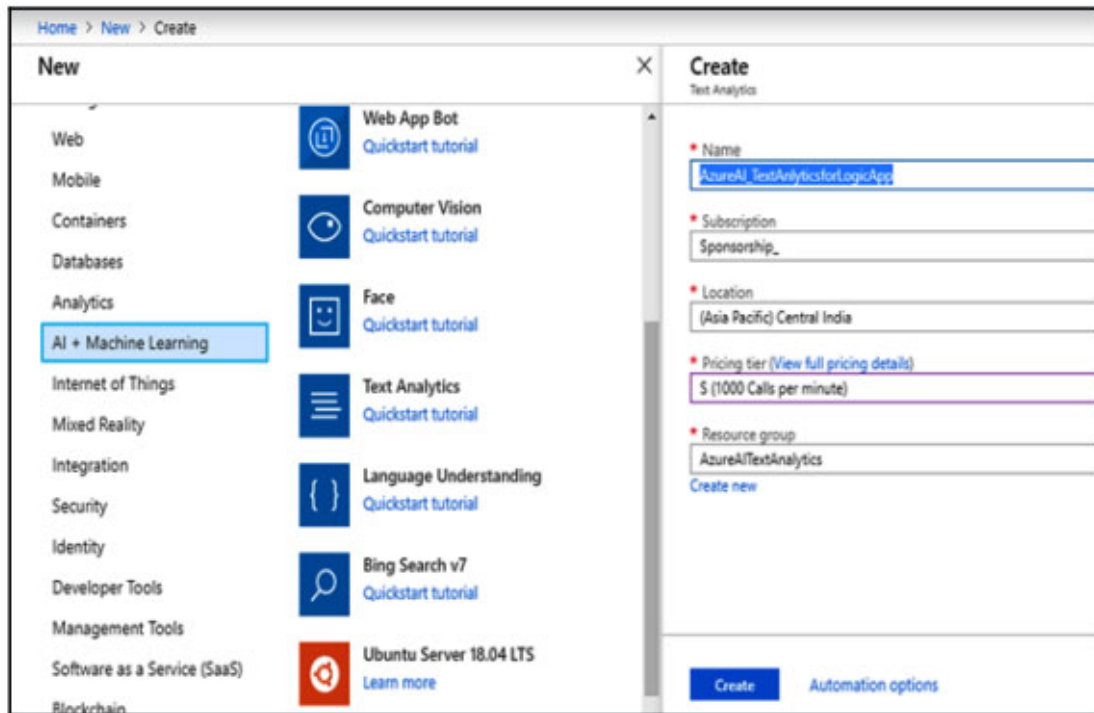 Home > New > Create
New
Web
Mobile
Containers
Databases
Analytics
AI + Machine Learning
Internet of Things
Mixed Reality
Integration
Security
Identity
Developer Tools
Management Tools
Software as a Service (SaaS)
Blockchain
Web App Bot
Quickstart tutorial
Computer Vision
Quickstart tutorial
Face
Quickstart tutorial
Text Analytics
Quickstart tutorial
Language Understanding
Quickstart tutorial
Bing Search v7
Quickstart tutorial
Ubuntu Server 18.04 LTS
Learn more
Create
Text Analytics
* Name
AzureAI_TextAnlyticsforLogicApp
* Subscription
Sponsorship_
* Location
(Asia Pacific) Central India
* Pricing tier (View full pricing details)
S (1000 Calls per minute)
* Resource group
AzureAITextAnalytics
Create new
Create
Automation options